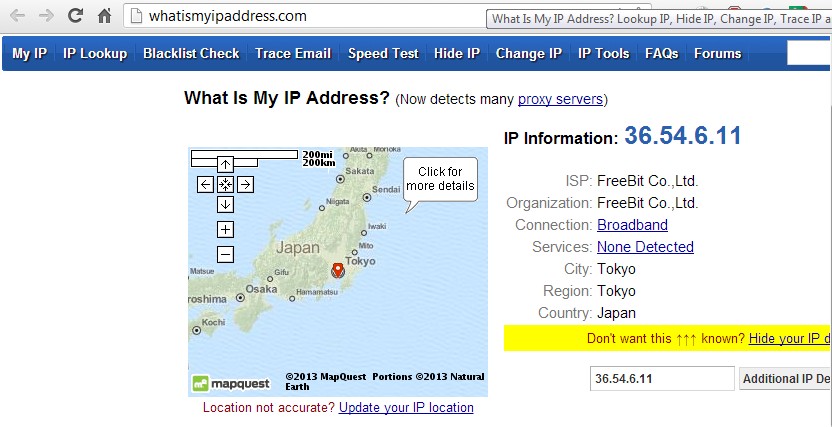 whatismyipaddress.com
What Is My IP Address? Lookup IP, Hide IP, Change IP, Trace IP a
My IP IP Lookup Blacklist Check Trace Email Speed Test Hide IP Change IP IP Tools FAQs Forums
What Is My IP Address? (Now detects many proxy servers)
200mi
200km
Akita
Morioka
Sakata
Sendai
Niigata
Iwaki
Japan
Mito
Tokyo
Matsue
Gifu
Osaka
Hamamatsu
roshima
Kochi
Click for
more details
mapquest
©2013 MapQuest Portions ©2013 Natural
Earth
Location not accurate? Update your IP location
IP Information: 36.54.6.11
ISP: FreeBit Co.,Ltd.
Organization: FreeBit Co.,Ltd.
Connection: Broadband
Services: None Detected
City: Tokyo
Region: Tokyo
Country: Japan
Don't want this ↑↑↑ known? Hide your IP d
36.54.6.11 Additional IP De